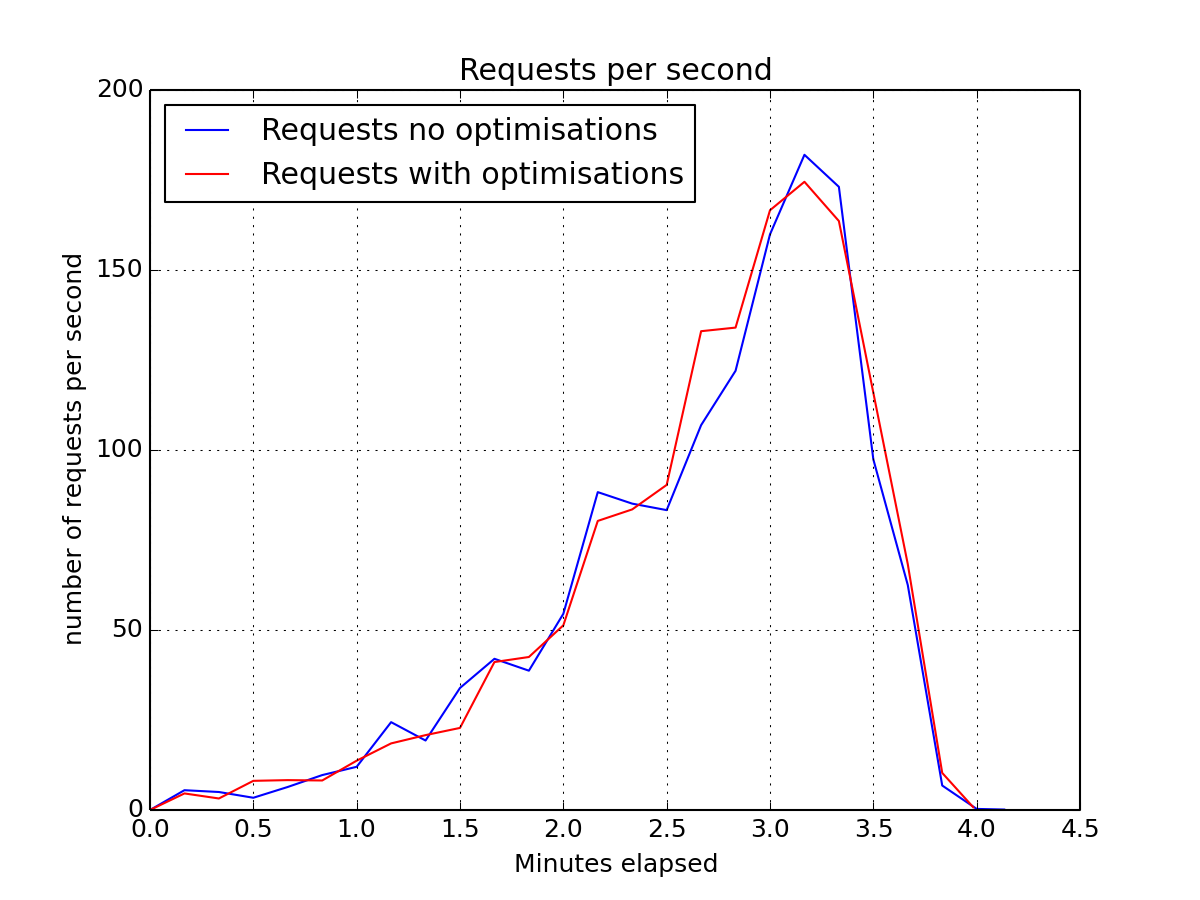 Requests per second
Requests no optimisations
Requests with optimisations
number of requests per second
200
150
100
50
0
0.0 0.5 1.0 1.5 2.0 2.5 3.0 3.5 4.0 4.5
Minutes elapsed